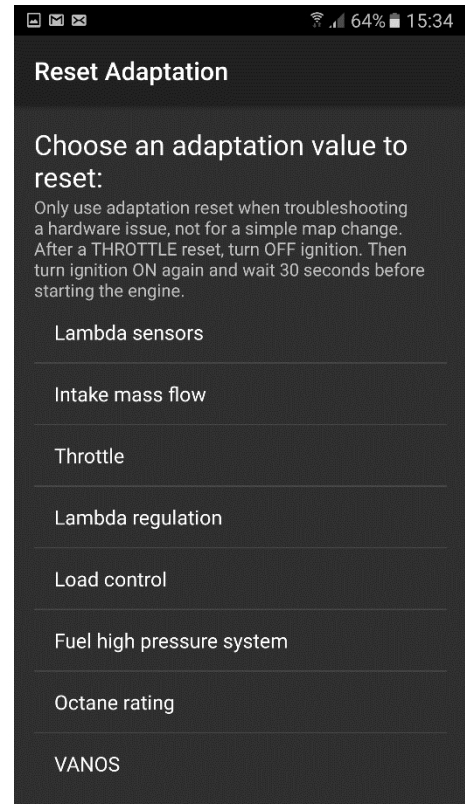 64% 15:34
Reset Adaptation
Choose an adaptation value to
reset:
Only use adaptation reset when troubleshooting
a hardware issue, not for a simple map change.
After a THROTTLE reset, turn OFF ignition. Then
turn ignition ON again and wait 30 seconds before
starting the engine.
Lambda sensors
Intake mass flow
Throttle
Lambda regulation
Load control
Fuel high pressure system
Octane rating
VANOS